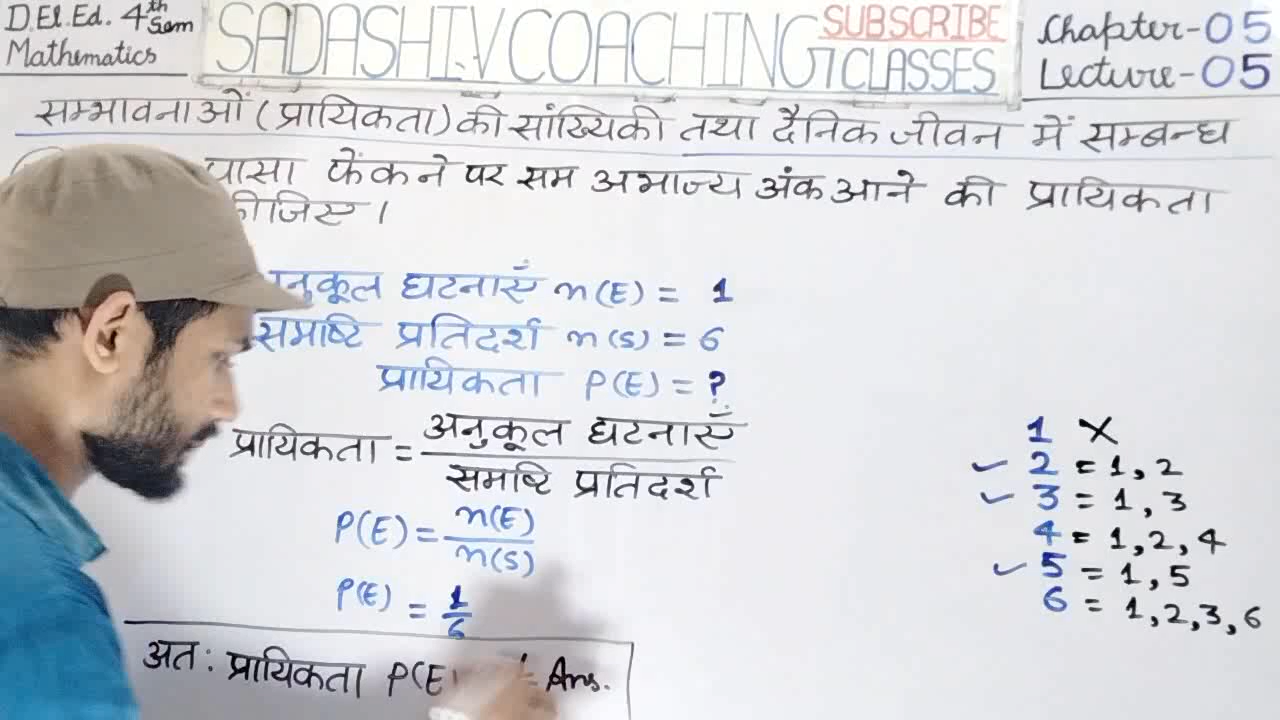 D.El.Ed. 4th Sem
Mathematics
SADASHIV COACHING CLASSES
SUBSCRIBE
Chapter-05
Lecture-05
सम्भावनाओं (प्रायिकता) की सांख्यिकी तथा दैनिक जीवन में सम्बन्ध
पासा फेंकने पर सम अभाज्य अंक आने की प्रायिकता
कीजिए।
अनुकूल घटनाएँ n(E) = 1
समष्टि प्रतिदर्श n(S) = 6
प्रायिकता P(E) = ?
प्रायिकता = अनुकूल घटनाएँ
समष्टि प्रतिदर्श
P(E) = n(E)
n(S)
P(E) = 1
6
अतः प्रायिकता P(E) Ans.
1 X
✓ 2 = 1, 2
✓ 3 = 1, 3
4 = 1, 2, 4
✓ 5 = 1, 5
6 = 1, 2, 3, 6